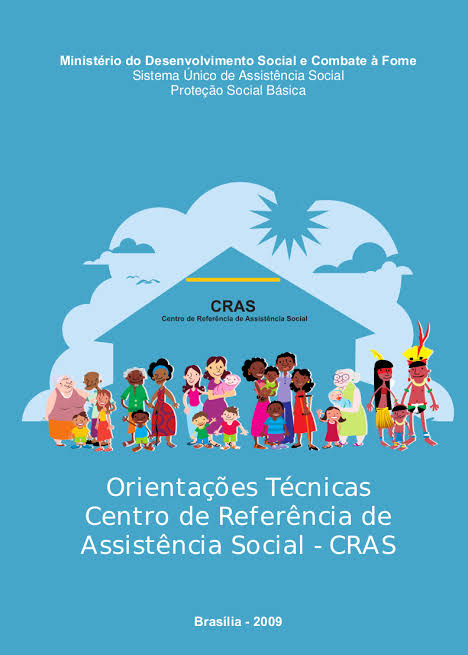 Ministério do Desenvolvimento Social e Combate à Fome
Sistema Único de Assistência Social
Proteção Social Básica
CRAS
Centro de Referência de Assistência Social
Orientações Técnicas
Centro de Referência de
Assistência Social - CRAS
Brasília - 2009